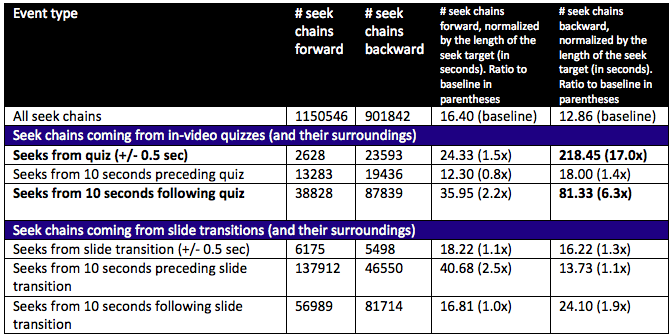 Event type # seek chains forward # seek chains backward # seek chains forward, normalized by the length of the seek target (in seconds). Ratio to baseline in parentheses # seek chains backward, normalized by the length of the seek target (in seconds). Ratio to baseline in parentheses
All seek chains 1150546 901842 16.40 (baseline) 12.86 (baseline)
Seek chains coming from in-video quizzes (and their surroundings)
Seeks from quiz (+/- 0.5 sec) 2628 23593 24.33 (1.5x) 218.45 (17.0x)
Seeks from 10 seconds preceding quiz 13283 19436 12.30 (0.8x) 18.00 (1.4x)
Seeks from 10 seconds following quiz 38828 87839 35.95 (2.2x) 81.33 (6.3x)
Seek chains coming from slide transitions (and their surroundings)
Seeks from slide transition (+/- 0.5 sec) 6175 5498 18.22 (1.1x) 16.22 (1.3x)
Seeks from 10 seconds preceding slide transition 137912 46550 40.68 (2.5x) 13.73 (1.1x)
Seeks from 10 seconds following slide transition 56989 81714 16.81 (1.0x) 24.10 (1.9x)